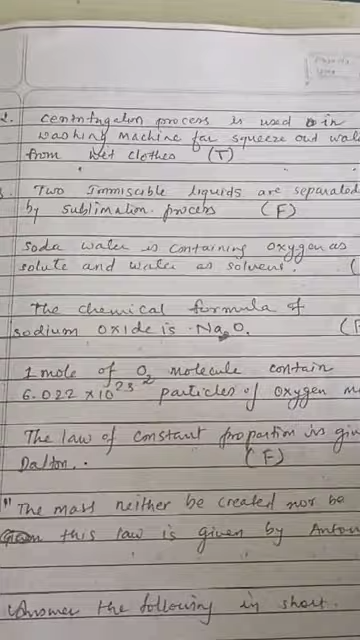 2. Centrifugation process is used in
washing machine for squeeze out wat
from wet clothes (T)
Two Immiscible liquids are separated
by sublimation process (F)
Soda water is containing oxygen as
solute and water as solvent. (
The chemical formula of
sodium oxide is Na2O. (F
1 mole of O2 molecule contain
6.022 × 10^23 particles of oxygen m
The law of constant proportion is giv
Dalton. (F)
"The mass neither be created nor be
this law is given by Anton
Answer the following in short.